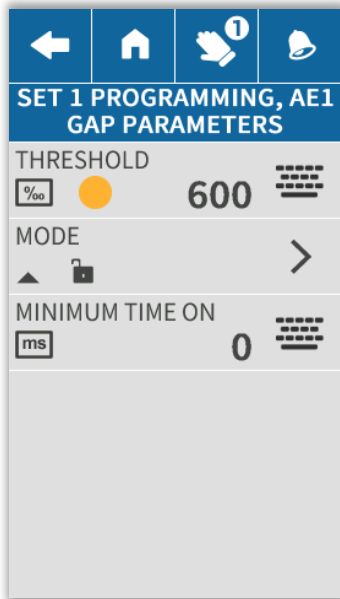 1
SET 1 PROGRAMMING, AE1
GAP PARAMETERS
THRESHOLD
‰ 600
MODE
MINIMUM TIME ON
ms 0